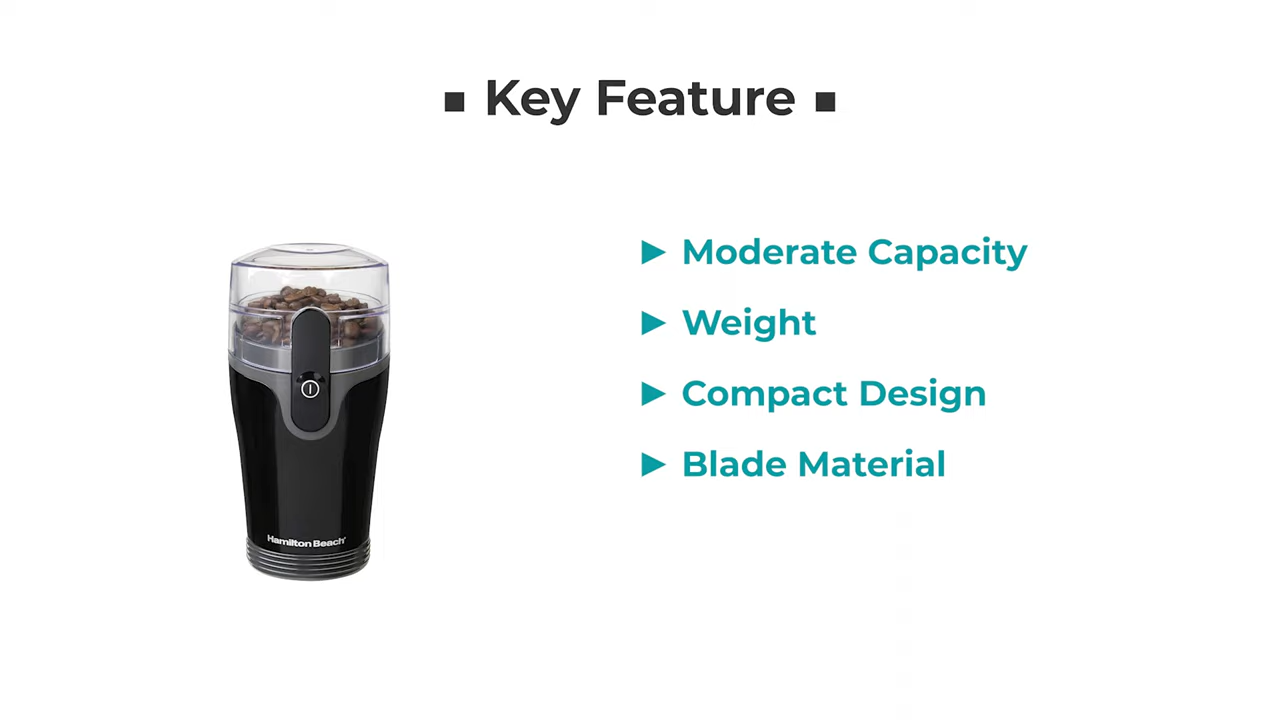 ▪ Key Feature ▪
► Moderate Capacity
► Weight
► Compact Design
► Blade Material
Hamilton Beach